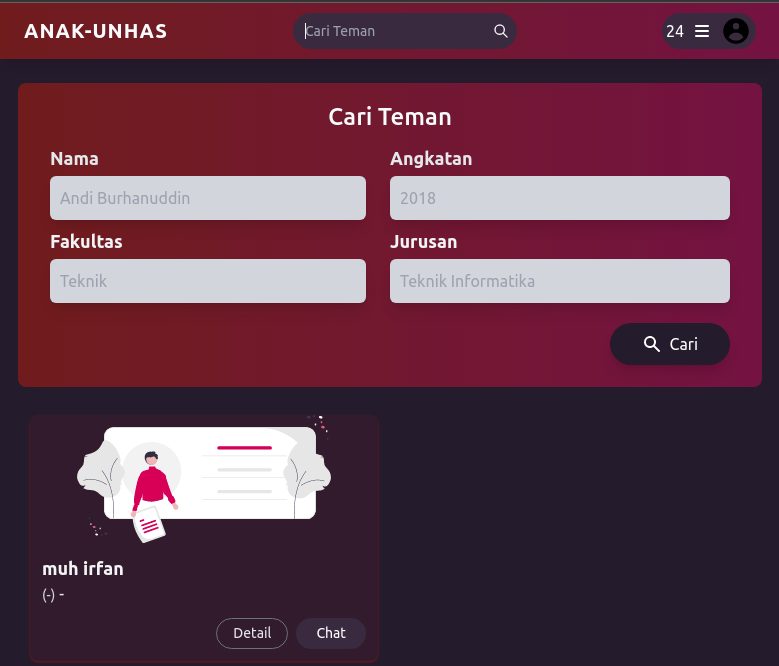 ANAK-UNHAS
Cari Teman
24
Cari Teman
Nama
Angkatan
Andi Burhanuddin
2018
Fakultas
Jurusan
Teknik
Teknik Informatika
Cari
muh irfan
(-) -
Detail
Chat